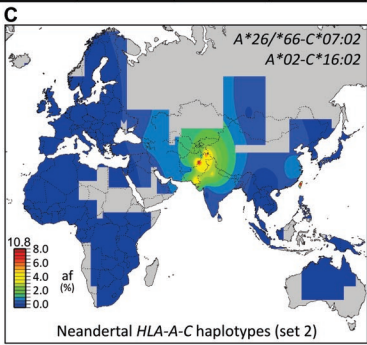 C
A*26/*66-C*07:02
A*02-C*16:02
10.8
8.0
6.0
af
4.0
(%)
2.0
0.0
Neandertal HLA-A-C haplotypes (set 2)